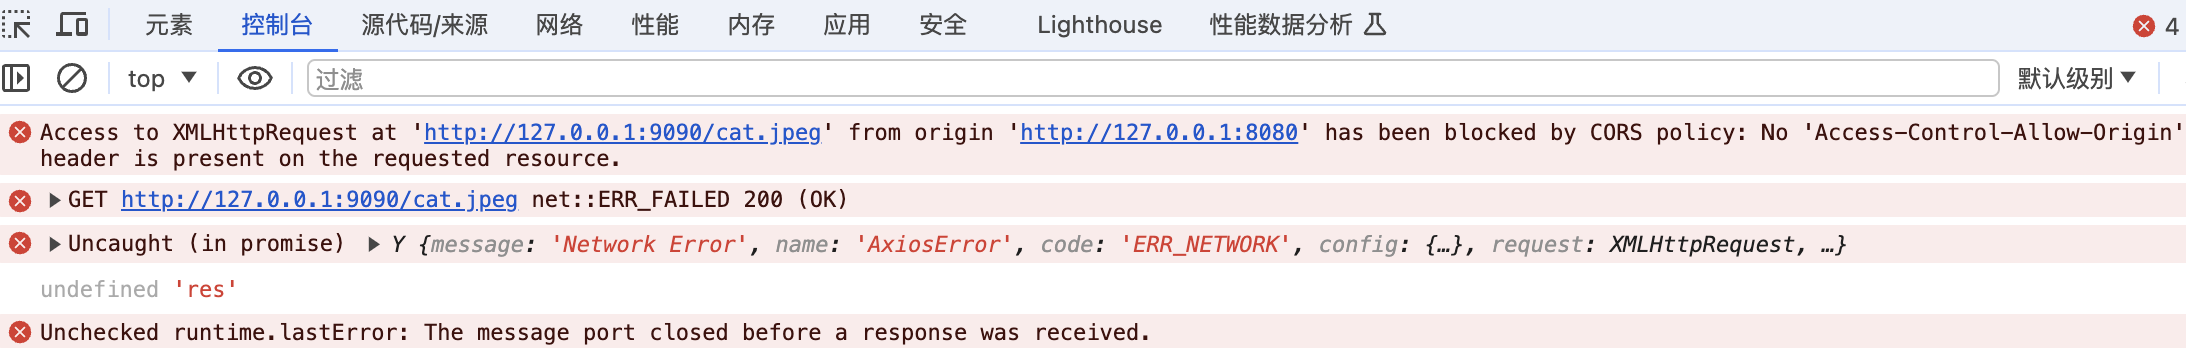 元素 控制台 源代码/来源 网络 性能 内存 应用 安全 Lighthouse 性能数据分析 4
top 过滤 默认级别
Access to XMLHttpRequest at 'http://127.0.0.1:9090/cat.jpeg' from origin 'http://127.0.0.1:8080' has been blocked by CORS policy: No 'Access-Control-Allow-Origin'
header is present on the requested resource.
GET http://127.0.0.1:9090/cat.jpeg net::ERR_FAILED 200 (OK)
Uncaught (in promise) Y {message: 'Network Error', name: 'AxiosError', code: 'ERR_NETWORK', config: {…}, request: XMLHttpRequest, …}
undefined 'res'
Unchecked runtime.lastError: The message port closed before a response was received.